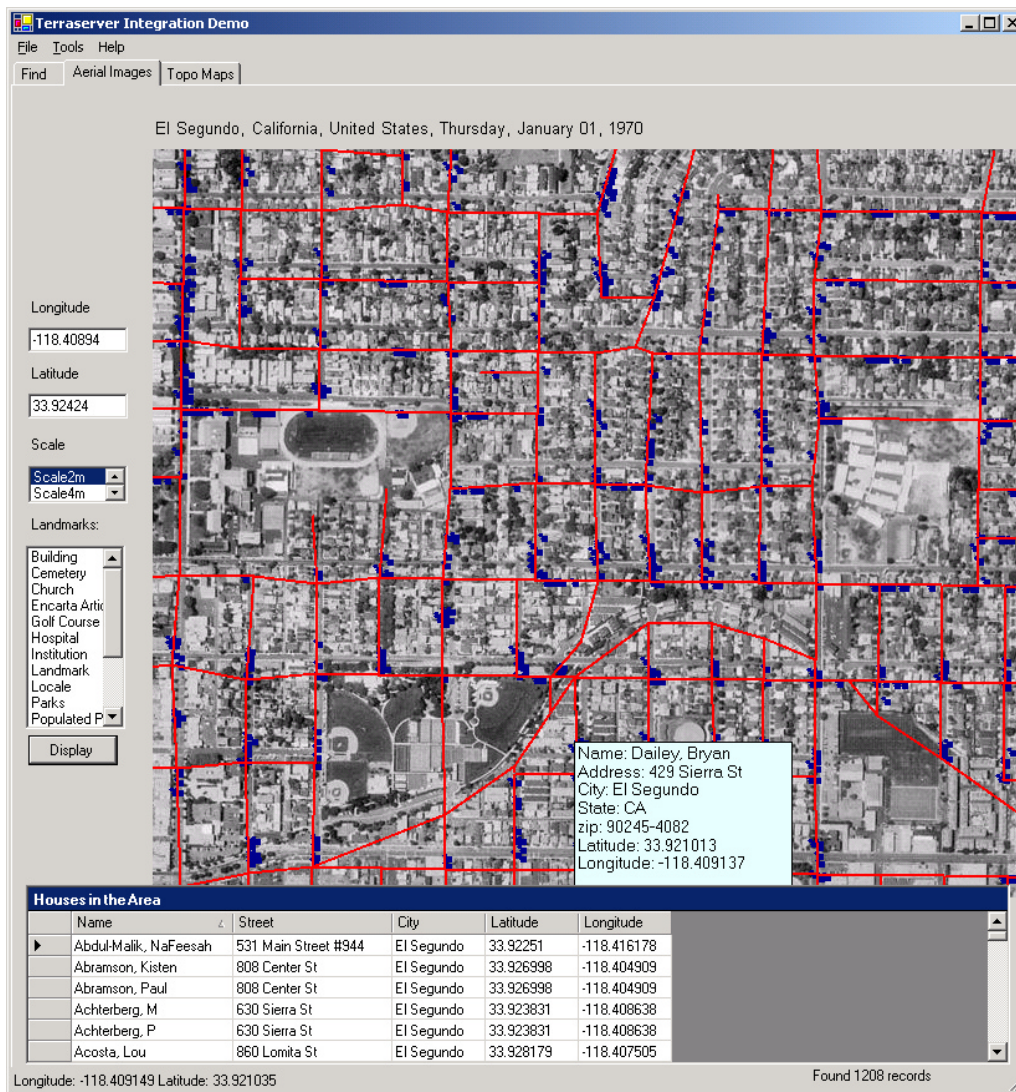 Terraserver Integration Demo
File Tools Help
Find Aerial Images Topo Maps
El Segundo, California, United States, Thursday, January 01, 1970
Longitude
-118.40894
Latitude
33.92424
Scale
Scale2m
Scale4m
Landmarks:
Building
Cemetery
Church
Encarta Artic
Golf Course
Hospital
Institution
Landmark
Locale
Parks
Populated P
Display
Name: Dailey, Bryan
Address: 429 Sierra St
City: El Segundo
State: CA
zip: 90245-4082
Latitude: 33.921013
Longitude: -118.409137
Houses in the Area
Name Street City Latitude Longitude
Abdul-Malik, NaFeesah 531 Main Street #944 El Segundo 33.92251 -118.416178
Abramson, Kisten 808 Center St El Segundo 33.926998 -118.404909
Abramson, Paul 808 Center St El Segundo 33.926998 -118.404909
Achterberg, M 630 Sierra St El Segundo 33.923831 -118.408638
Achterberg, P 630 Sierra St El Segundo 33.923831 -118.408638
Acosta, Lou 860 Lomita St El Segundo 33.928179 -118.407505
Longitude: -118.409149 Latitude: 33.921035
Found 1208 records